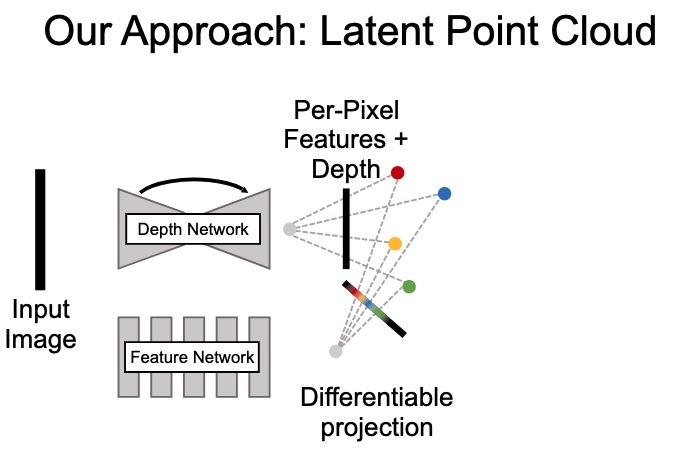 Our Approach: Latent Point Cloud
Per-Pixel
Features +
Depth
Depth Network
Input
Image
Feature Network
Differentiable
projection